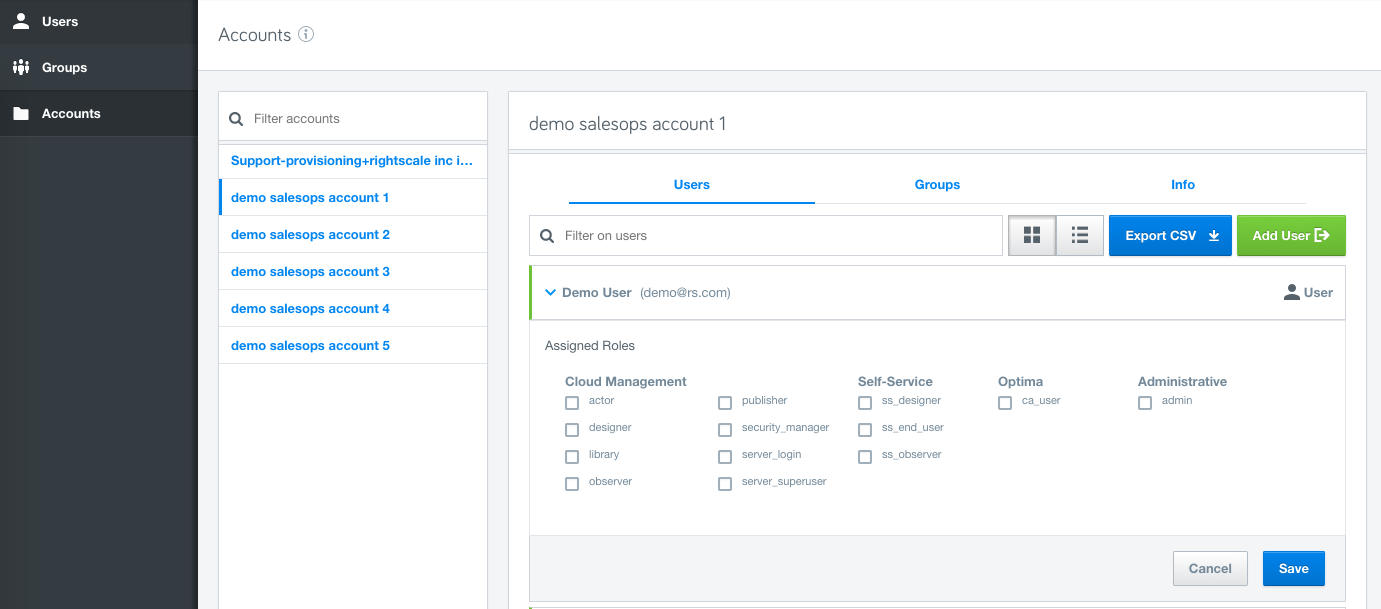 Users
Groups
Accounts
Accounts
Filter accounts
Support-provisioning+rightscale inc i...
demo salesops account 1
demo salesops account 2
demo salesops account 3
demo salesops account 4
demo salesops account 5
demo salesops account 1
Users Groups Info
Filter on users Export CSV Add User
Demo User (demo@rs.com) User
Assigned Roles
Cloud Management Self-Service Optima Administrative
actor publisher ss_designer ca_user admin
designer security_manager ss_end_user
library server_login ss_observer
observer server_superuser
Cancel Save